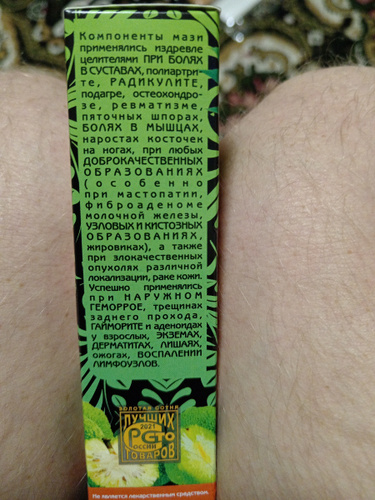 Компоненты мази
применялись издревле
целителями ПРИ БОЛЯХ
В СУСТАВАХ, полиартри-
те, РАДИКУЛИТЕ,
подагре, остеохондро-
зе, ревматизме,
пяточных шпорах,
БОЛЯХ В МЫШЦАХ,
наростах косточек
на ногах, при любых
ДОБРОКАЧЕСТВЕННЫХ
ОБРАЗОВАНИЯХ
(особенно
при мастопатии,
фиброаденоме
молочной железы,
УЗЛОВЫХ И КИСТОЗНЫХ
ОБРАЗОВАНИЯХ,
жировиках), а также
при злокачественных
опухолях различной
локализации, раке кожи.
Успешно применялись
при НАРУЖНОМ
ГЕМОРРОЕ, трещинах
заднего прохода,
ГАЙМОРИТЕ и аденоидах
у взрослых, ЭКЗЕМАХ,
ДЕРМАТИТАХ, ЛИШАЯХ,
ожогах, ВОСПАЛЕНИИ
ЛИМФОУЗЛОВ.
ЗОЛОТАЯ СОТНЯ
ЛУЧШИХ
2021
СТО
РОССИИ
ТОВАРОВ
Не является лекарственным средством.